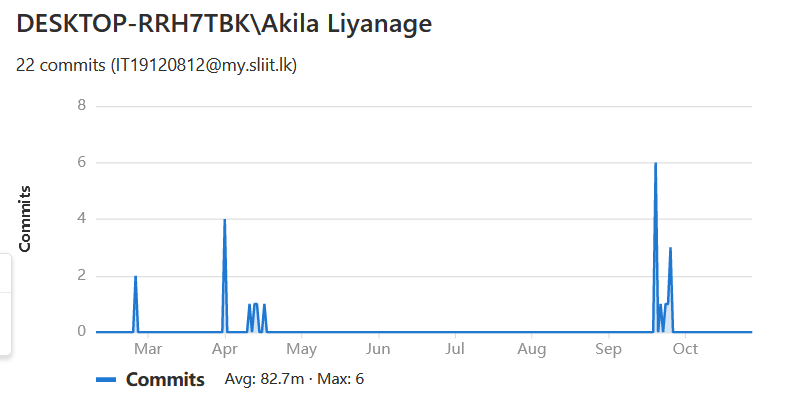 DESKTOP-RRH7TBK\Akila Liyanage
22 commits (IT19120812@my.sliit.lk)
8
6
4
2
0
Commits
Mar Apr May Jun Jul Aug Sep Oct
Commits Avg: 82.7m · Max: 6